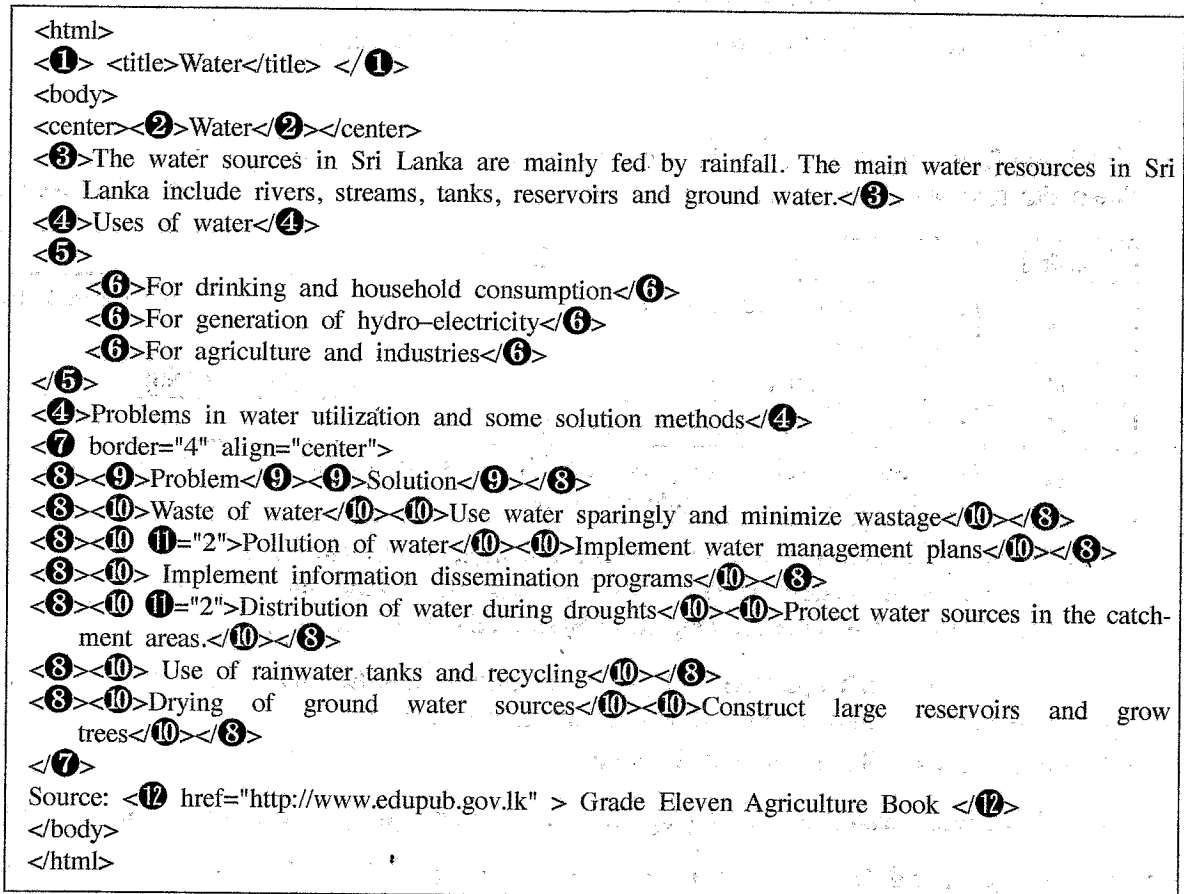 <html>
<❶> <title>Water</title> </❶>
<body>
<center><❷>Water</❷></center>
<❸>The water sources in Sri Lanka are mainly fed by rainfall. The main water resources in Sri
Lanka include rivers, streams, tanks, reservoirs and ground water.</❸>
<❹>Uses of water</❹>
<❺>
<❻>For drinking and household consumption</❻>
<❻>For generation of hydro–electricity</❻>
<❻>For agriculture and industries</❻>
</❺>
<❹>Problems in water utilization and some solution methods</❹>
<❼ border="4" align="center">
<❽><❾>Problem</❾><❾>Solution</❾></❽>
<❽><❿>Waste of water</❿><❿>Use water sparingly and minimize wastage</❿></❽>
<❽><❿ ⓫="2">Pollution of water</❿><❿>Implement water management plans</❿></❽>
<❽><❿> Implement information dissemination programs</❿></❽>
<❽><❿ ⓫="2">Distribution of water during droughts</❿><❿>Protect water sources in the catch-
ment areas.</❿></❽>
<❽><❿> Use of rainwater tanks and recycling</❿></❽>
<❽><❿>Drying of ground water sources</❿><❿>Construct large reservoirs and grow
trees</❿></❽>
</❼>
Source: <⓬ href="http://www.edupub.gov.lk" > Grade Eleven Agriculture Book </⓬>
</body>
</html>